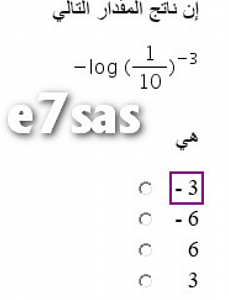 إن ناتج المقدار التالي
−log (1/10)^−3
e7sas
هي
- 3
- 6
6
3